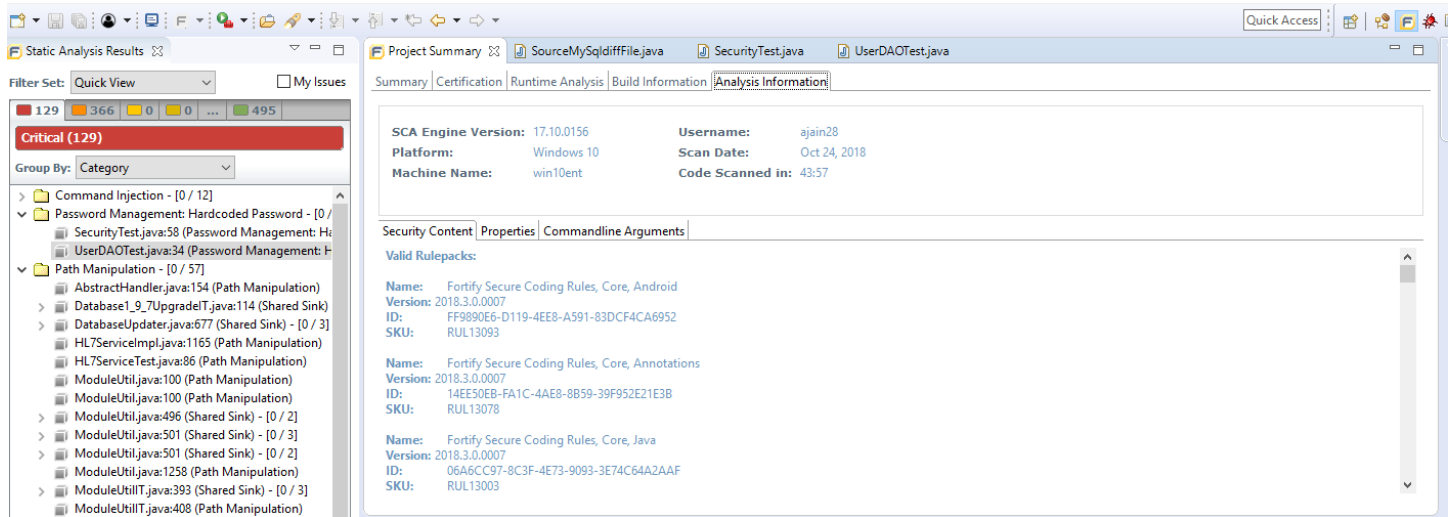 Quick Access
Static Analysis Results
Filter Set: Quick View My Issues
129 366 0 0 ... 495
Critical (129)
Group By: Category
Command Injection - [0 / 12]
Password Management: Hardcoded Password - [0 /
SecurityTest.java:58 (Password Management: Ha
UserDAOTest.java:34 (Password Management: H
Path Manipulation - [0 / 57]
AbstractHandler.java:154 (Path Manipulation)
Database1_9_7UpgradeIT.java:114 (Shared Sink)
DatabaseUpdater.java:677 (Shared Sink) - [0 / 3]
HL7ServiceImpl.java:1165 (Path Manipulation)
HL7ServiceTest.java:86 (Path Manipulation)
ModuleUtil.java:100 (Path Manipulation)
ModuleUtil.java:100 (Path Manipulation)
ModuleUtil.java:496 (Shared Sink) - [0 / 2]
ModuleUtil.java:501 (Shared Sink) - [0 / 3]
ModuleUtil.java:501 (Shared Sink) - [0 / 2]
ModuleUtil.java:1258 (Path Manipulation)
ModuleUtilIT.java:393 (Shared Sink) - [0 / 3]
ModuleUtilIT.java:408 (Path Manipulation)
Project Summary SourceMySqldiffFile.java SecurityTest.java UserDAOTest.java
Summary Certification Runtime Analysis Build Information Analysis Information
SCA Engine Version: 17.10.0156 Username: ajain28
Platform: Windows 10 Scan Date: Oct 24, 2018
Machine Name: win10ent Code Scanned in: 43:57
Security Content Properties Commandline Arguments
Valid Rulepacks:
Name: Fortify Secure Coding Rules, Core, Android
Version: 2018.3.0.0007
ID: FF9890E6-D119-4EE8-A591-83DCF4CA6952
SKU: RUL13093
Name: Fortify Secure Coding Rules, Core, Annotations
Version: 2018.3.0.0007
ID: 14EE50EB-FA1C-4AE8-8B59-39F952E21E3B
SKU: RUL13078
Name: Fortify Secure Coding Rules, Core, Java
Version: 2018.3.0.0007
ID: 06A6CC97-8C3F-4E73-9093-3E74C64A2AAF
SKU: RUL13003